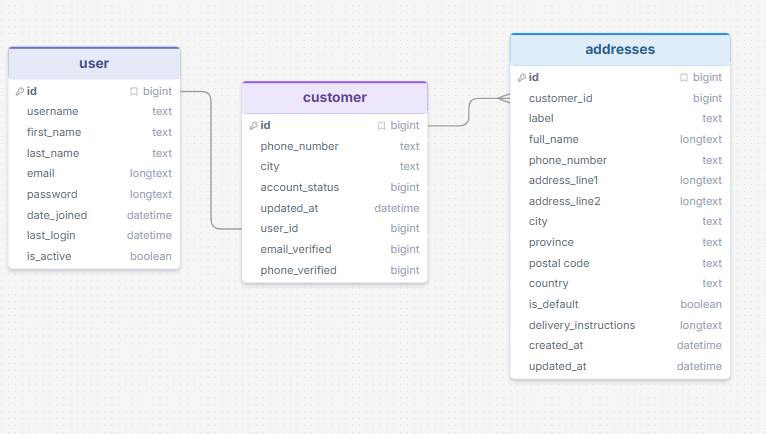 user
id bigint
username text
first_name text
last_name text
email longtext
password longtext
date_joined datetime
last_login datetime
is_active boolean
customer
id bigint
phone_number text
city text
account_status bigint
updated_at datetime
user_id bigint
email_verified bigint
phone_verified bigint
addresses
id bigint
customer_id bigint
label text
full_name longtext
phone_number text
address_line1 longtext
address_line2 longtext
city text
province text
postal code text
country text
is_default boolean
delivery_instructions longtext
created_at datetime
updated_at datetime